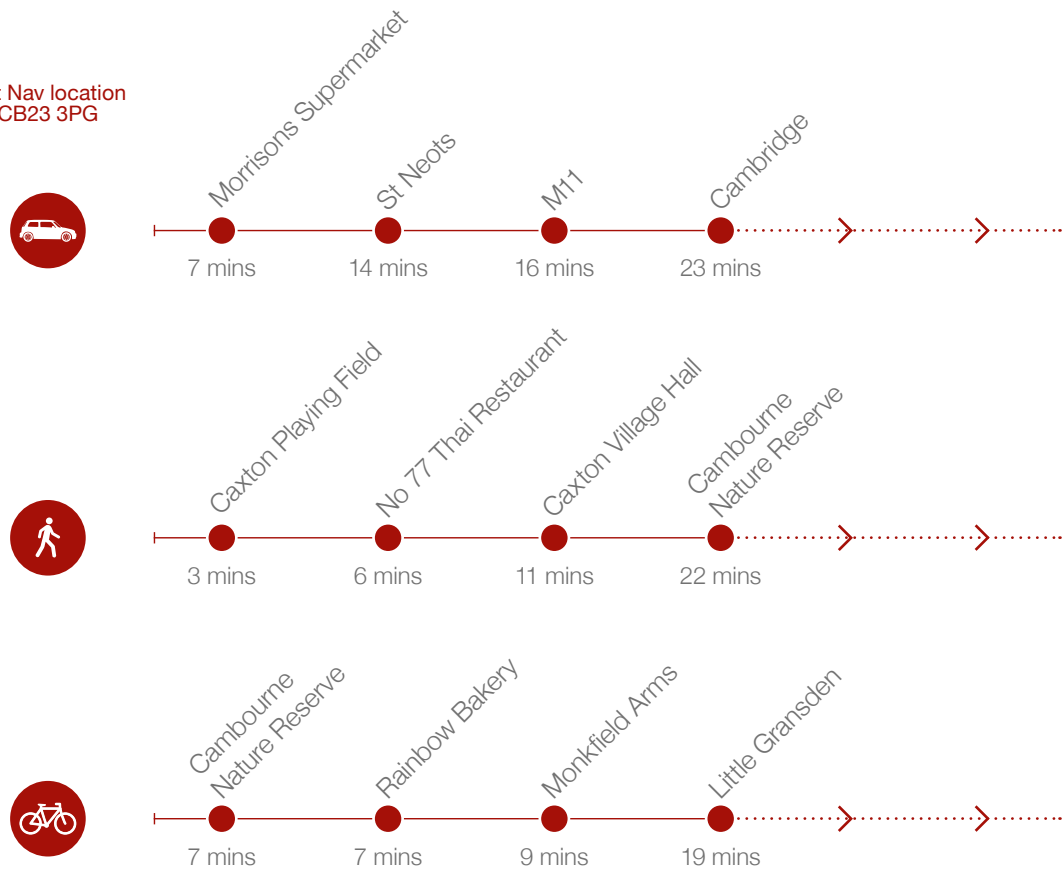 Nav location
CB23 3PG
Morrisons Supermarket
St Neots
M11
Cambridge
7 mins
14 mins
16 mins
23 mins
Caxton Playing Field
No 77 Thai Restaurant
Caxton Village Hall
Cambourne
Nature Reserve
3 mins
6 mins
11 mins
22 mins
Cambourne
Nature Reserve
Rainbow Bakery
Monkfield Arms
Little Gransden
7 mins
7 mins
9 mins
19 mins